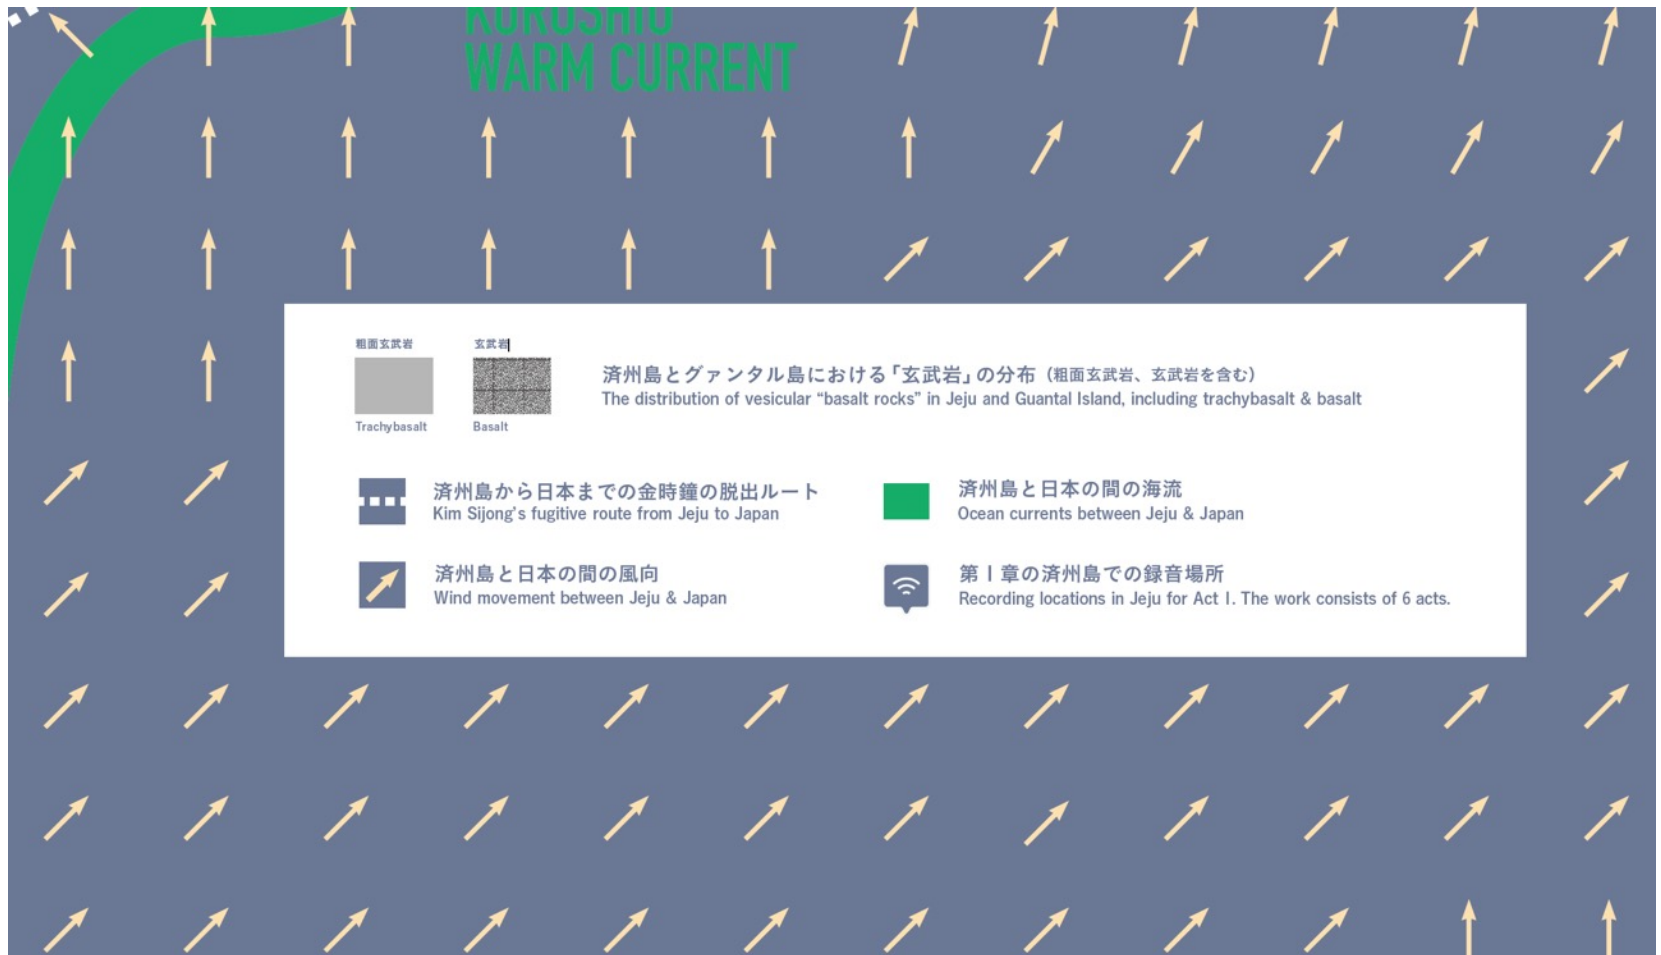 KUROSHIO
WARM CURRENT
粗面玄武岩
玄武岩
Trachybasalt
Basalt
済州島とグァンタル島における「玄武岩」の分布（粗面玄武岩、玄武岩を含む）
The distribution of vesicular “basalt rocks” in Jeju and Guantal Island, including trachybasalt & basalt
済州島から日本までの金時鐘の脱出ルート
Kim Sijong’s fugitive route from Jeju to Japan
済州島と日本の間の海流
Ocean currents between Jeju & Japan
済州島と日本の間の風向
Wind movement between Jeju & Japan
第Ⅰ章の済州島での録音場所
Recording locations in Jeju for Act I. The work consists of 6 acts.